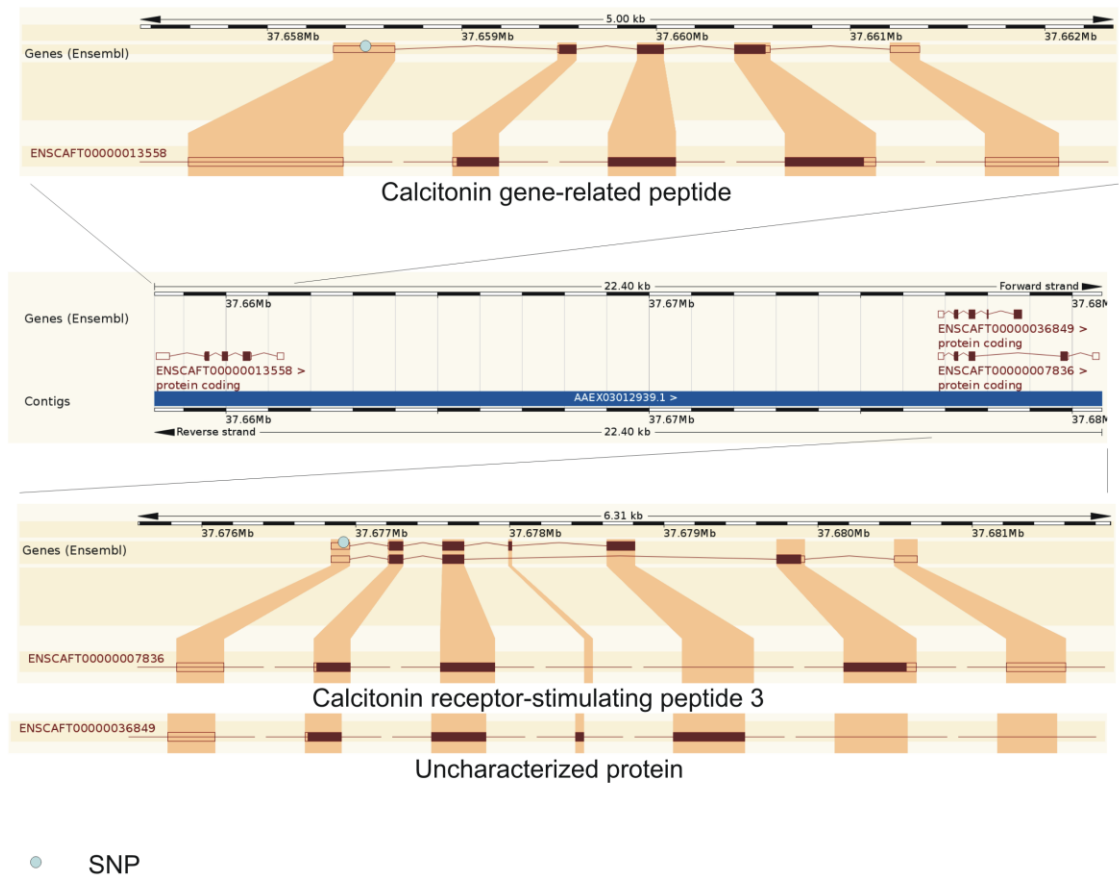 5.00 kb
37.658Mb 37.659Mb 37.660Mb 37.661Mb 37.662Mb
Genes (Ensembl)
ENSCAFT00000013558
Calcitonin gene-related peptide
22.40 kb Forward strand
37.66Mb 37.67Mb 37.68M
Genes (Ensembl)
ENSCAFT00000036849 >
protein coding
ENSCAFT00000013558 > ENSCAFT00000007836 >
protein coding protein coding
Contigs AAEX03012939.1 >
37.66Mb 37.67Mb 37.68M
Reverse strand 22.40 kb
6.31 kb
37.676Mb 37.677Mb 37.678Mb 37.679Mb 37.680Mb 37.681Mb
Genes (Ensembl)
ENSCAFT00000007836
Calcitonin receptor-stimulating peptide 3
ENSCAFT00000036849
Uncharacterized protein
SNP